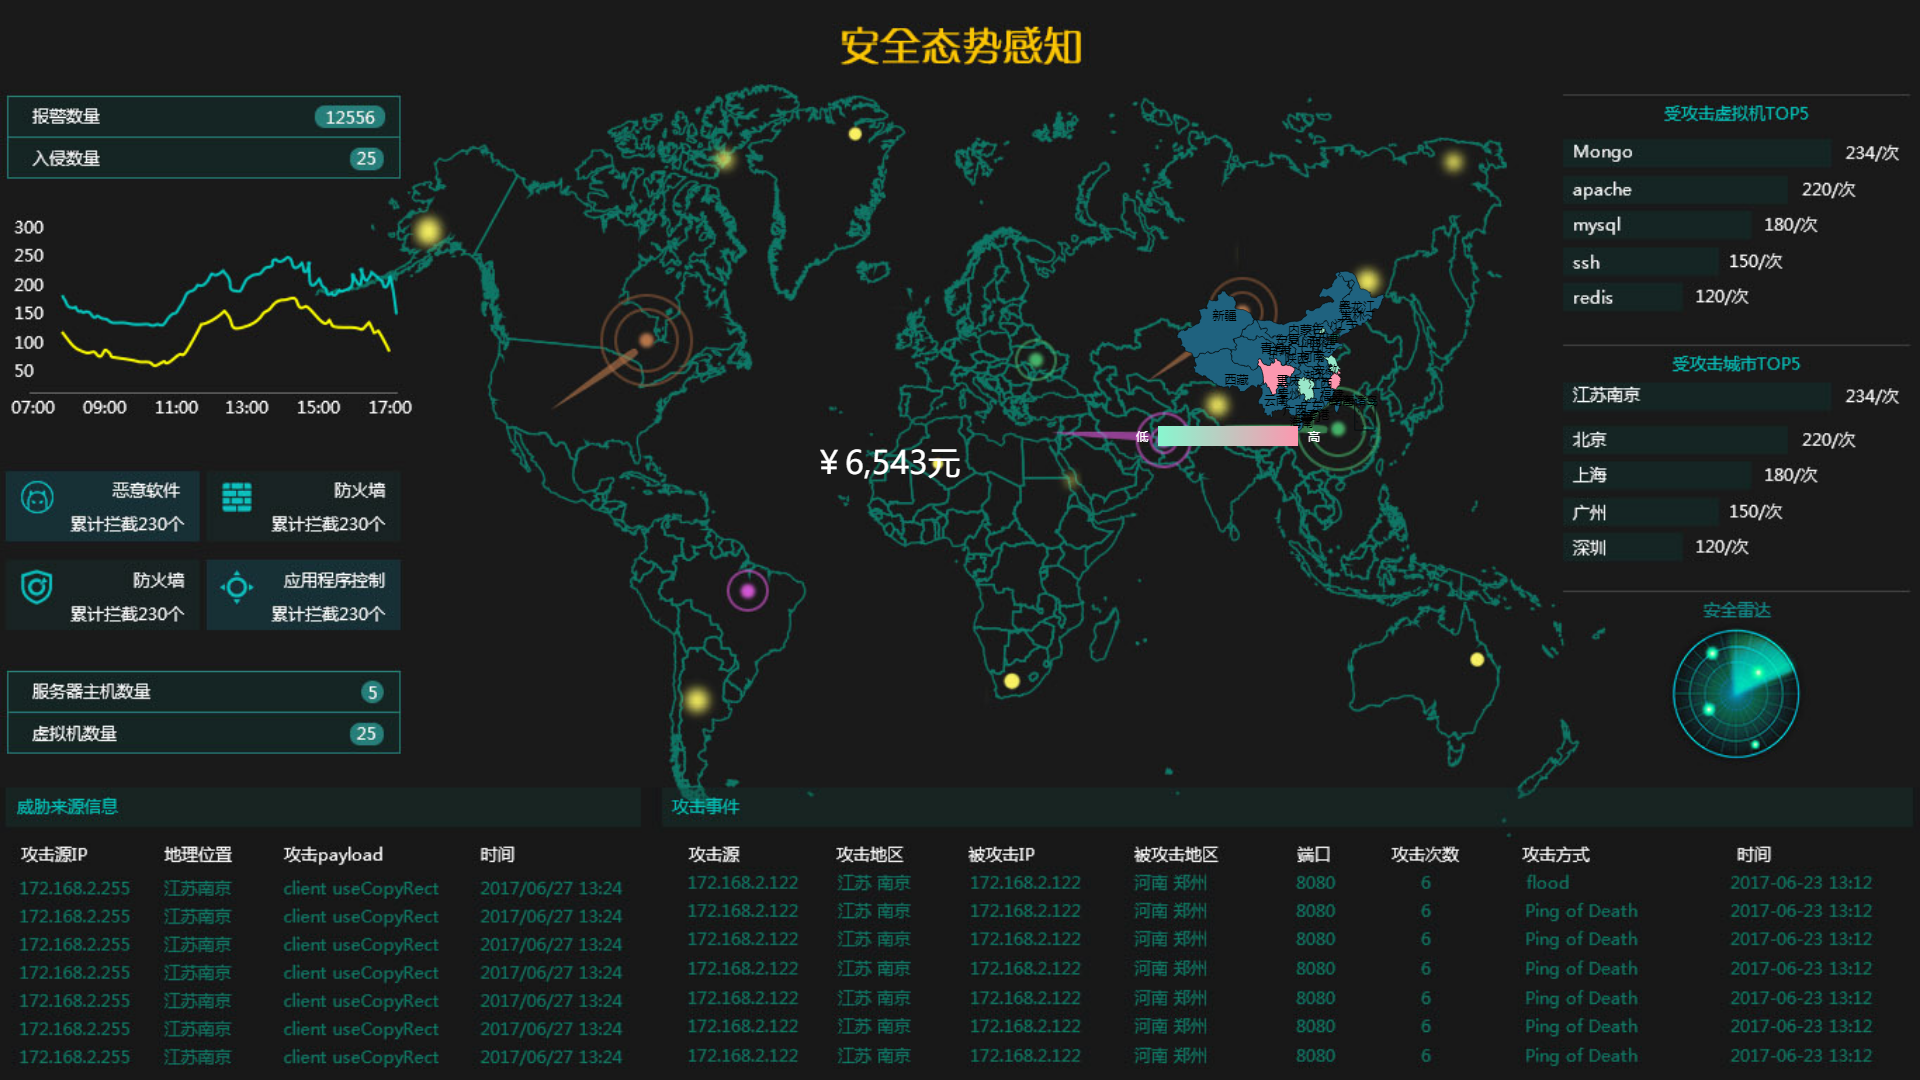 安全态势感知
报警数量 12556
入侵数量 25
300
250
200
150
100
50
07:00 09:00 11:00 13:00 15:00 17:00
恶意软件
累计拦截230个
防火墙
累计拦截230个
防火墙
累计拦截230个
应用程序控制
累计拦截230个
服务器主机数量 5
虚拟机数量 25
¥6,543元
新疆
西藏
黑龙江
内蒙古
云南
低 高
受攻击虚拟机TOP5
Mongo 234/次
apache 220/次
mysql 180/次
ssh 150/次
redis 120/次
受攻击城市TOP5
江苏南京 234/次
北京 220/次
上海 180/次
广州 150/次
深圳 120/次
安全雷达
威胁来源信息
攻击源IP 地理位置 攻击payload 时间
172.168.2.255 江苏南京 client useCopyRect 2017/06/27 13:24
172.168.2.255 江苏南京 client useCopyRect 2017/06/27 13:24
172.168.2.255 江苏南京 client useCopyRect 2017/06/27 13:24
172.168.2.255 江苏南京 client useCopyRect 2017/06/27 13:24
172.168.2.255 江苏南京 client useCopyRect 2017/06/27 13:24
172.168.2.255 江苏南京 client useCopyRect 2017/06/27 13:24
172.168.2.255 江苏南京 client useCopyRect 2017/06/27 13:24
攻击事件
攻击源 攻击地区 被攻击IP 被攻击地区 端口 攻击次数 攻击方式 时间
172.168.2.122 江苏 南京 172.168.2.122 河南 郑州 8080 6 flood 2017-06-23 13:12
172.168.2.122 江苏 南京 172.168.2.122 河南 郑州 8080 6 Ping of Death 2017-06-23 13:12
172.168.2.122 江苏 南京 172.168.2.122 河南 郑州 8080 6 Ping of Death 2017-06-23 13:12
172.168.2.122 江苏 南京 172.168.2.122 河南 郑州 8080 6 Ping of Death 2017-06-23 13:12
172.168.2.122 江苏 南京 172.168.2.122 河南 郑州 8080 6 Ping of Death 2017-06-23 13:12
172.168.2.122 江苏 南京 172.168.2.122 河南 郑州 8080 6 Ping of Death 2017-06-23 13:12
172.168.2.122 江苏 南京 172.168.2.122 河南 郑州 8080 6 Ping of Death 2017-06-23 13:12